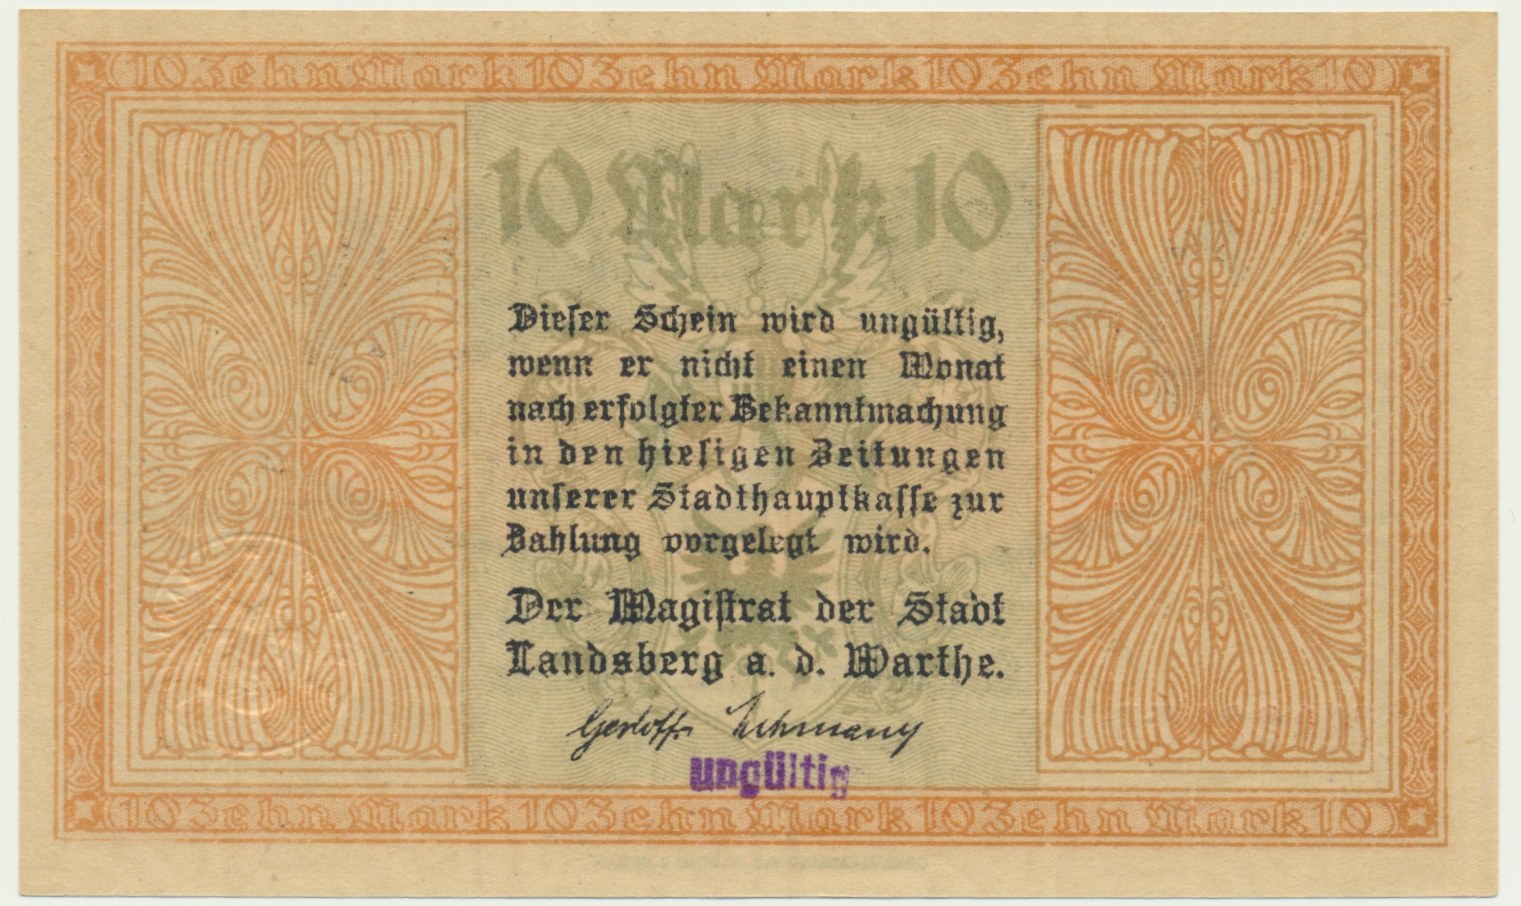 10 Zehn Mark 10 Zehn Mark 10 Zehn Mark 10
10 Mark 10
Dieser Schein wird ungültig,
wenn er nicht einen Monat
nach erfolgter Bekanntmachung
in den hiesigen Zeitungen
unserer Stadthauptkasse zur
Zahlung vorgelegt wird.
Der Magistrat der Stadt
Landsberg a. d. Warthe.
Gerloff Lehmann
ungültig
10 Zehn Mark 10 Zehn Mark 10 Zehn Mark 10